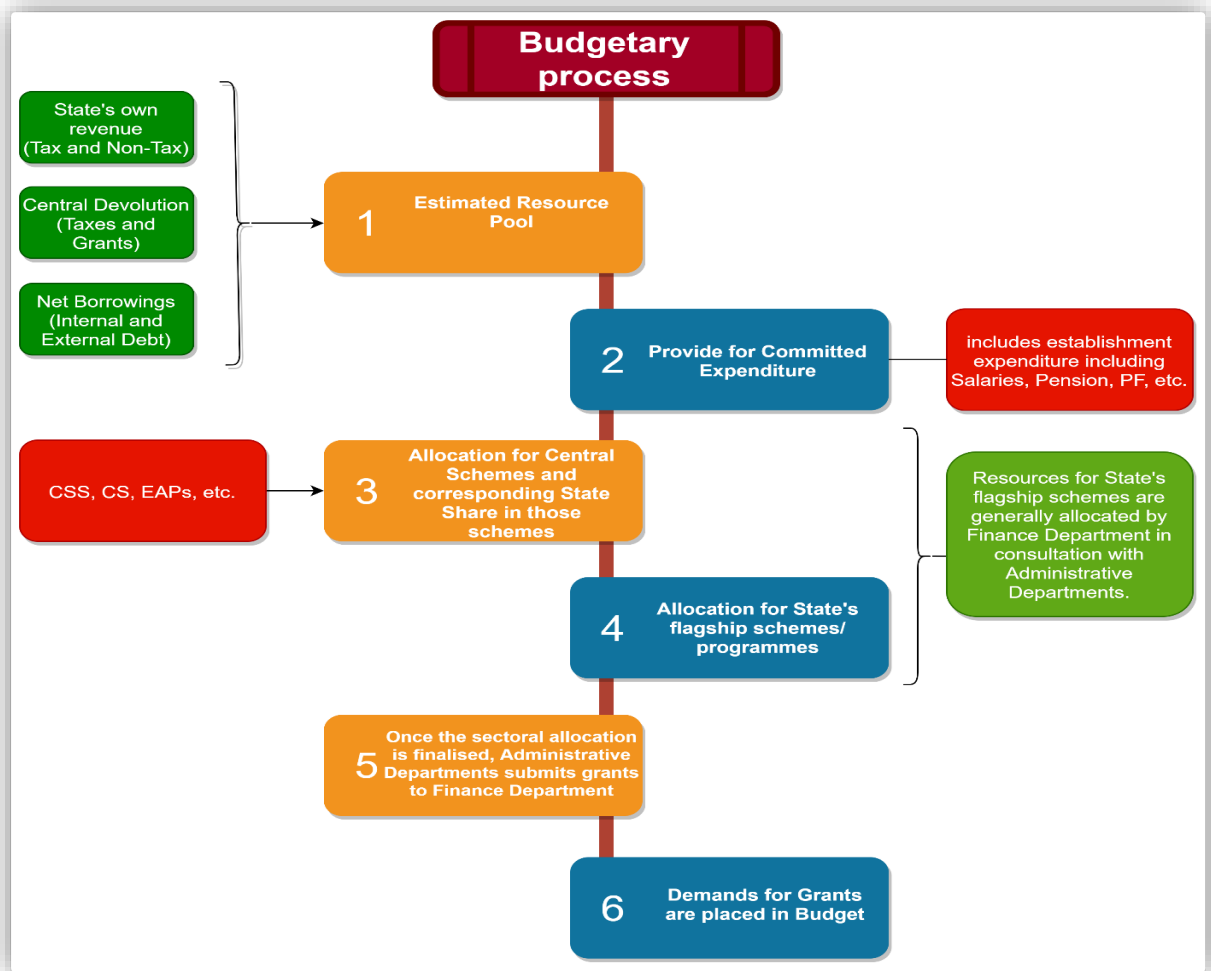 Budgetary
process
State's own
revenue
(Tax and Non-Tax)
Central Devolution
(Taxes and
Grants)
Net Borrowings
(Internal and
External Debt)
1
Estimated Resource
Pool
2
Provide for Committed
Expenditure
includes establishment
expenditure including
Salaries, Pension, PF, etc.
CSS, CS, EAPs, etc.
3
Allocation for Central
Schemes and
corresponding State
Share in those
schemes
4
Allocation for State's
flagship schemes/
programmes
Resources for State's
flagship schemes are
generally allocated by
Finance Department in
consultation with
Administrative
Departments.
5
Once the sectoral allocation
is finalised, Administrative
Departments submits grants
to Finance Department
6
Demands for Grants
are placed in Budget